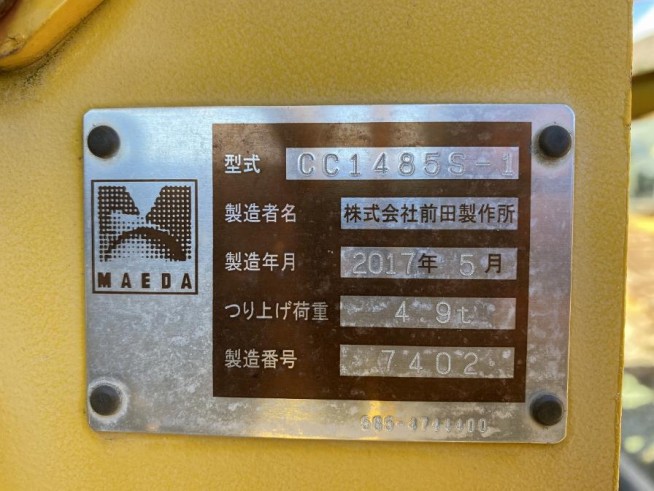 型式 CC1485S-1
製造者名 株式会社前田製作所
製造年月 2017年 5月
つり上げ荷重 4.9t
製造番号 7402
MAEDA